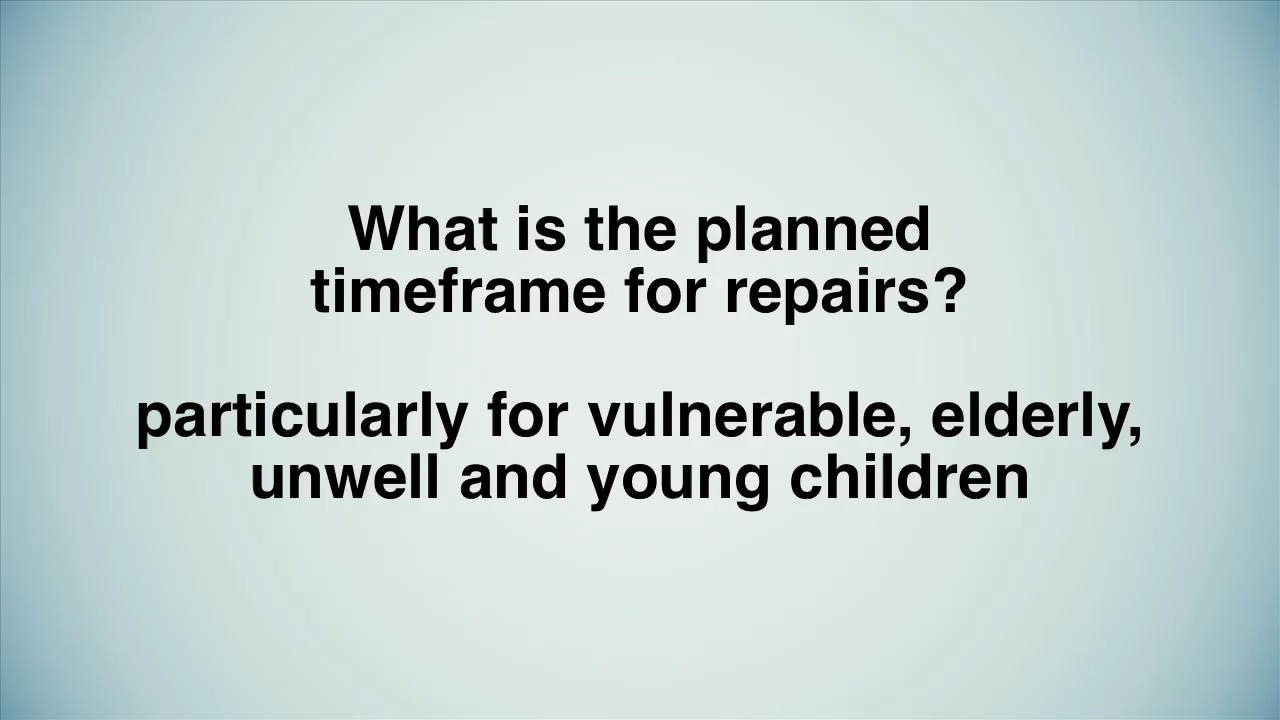 What is the planned
timeframe for repairs?
particularly for vulnerable, elderly,
unwell and young children